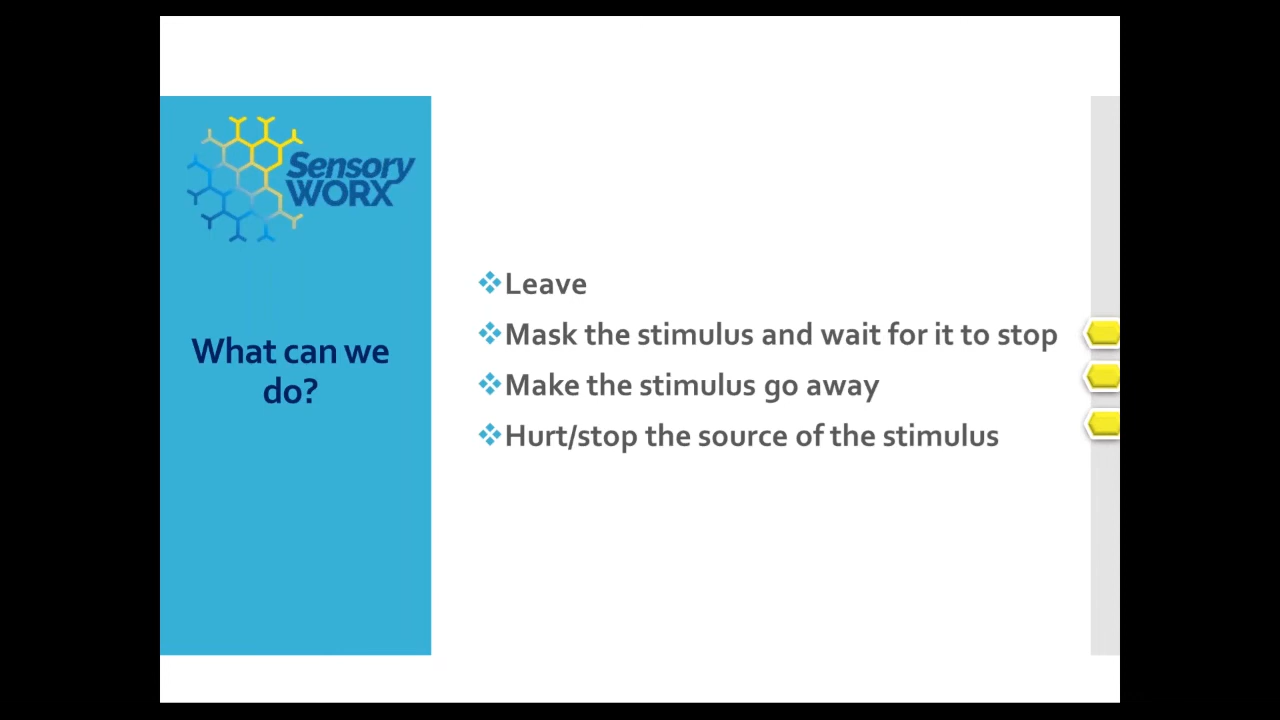 Sensory
WORX
What can we
do?
Leave
Mask the stimulus and wait for it to stop
Make the stimulus go away
Hurt/stop the source of the stimulus